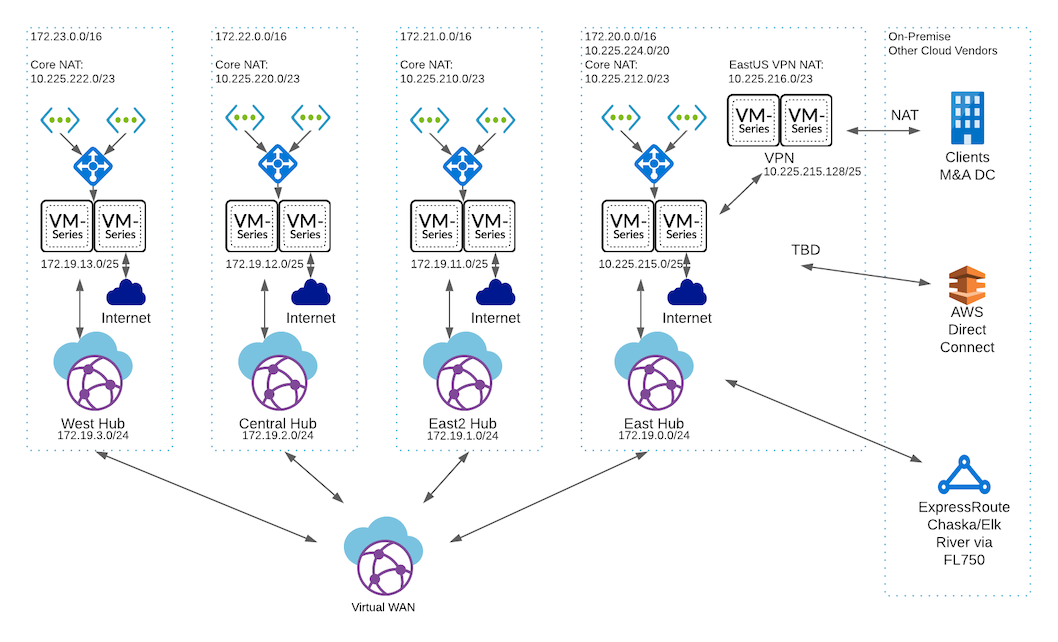 172.23.0.0/16
Core NAT:
10.225.222.0/23
VM-
Series
VM-
Series
172.19.13.0/25
Internet
West Hub
172.19.3.0/24
172.22.0.0/16
Core NAT:
10.225.220.0/23
VM-
Series
VM-
Series
172.19.12.0/25
Internet
Central Hub
172.19.2.0/24
172.21.0.0/16
Core NAT:
10.225.210.0/23
VM-
Series
VM-
Series
172.19.11.0/25
Internet
East2 Hub
172.19.1.0/24
172.20.0.0/16
10.225.224.0/20
Core NAT:
10.225.212.0/23
VM-
Series
VM-
Series
10.225.215.0/25
Internet
East Hub
172.19.0.0/24
EastUS VPN NAT:
10.225.216.0/23
VM-
Series
VM-
Series
VPN
10.225.215.128/25
NAT
TBD
On-Premise
Other Cloud Vendors
Clients
M&A DC
AWS
Direct
Connect
ExpressRoute
Chaska/Elk
River via
FL750
Virtual WAN